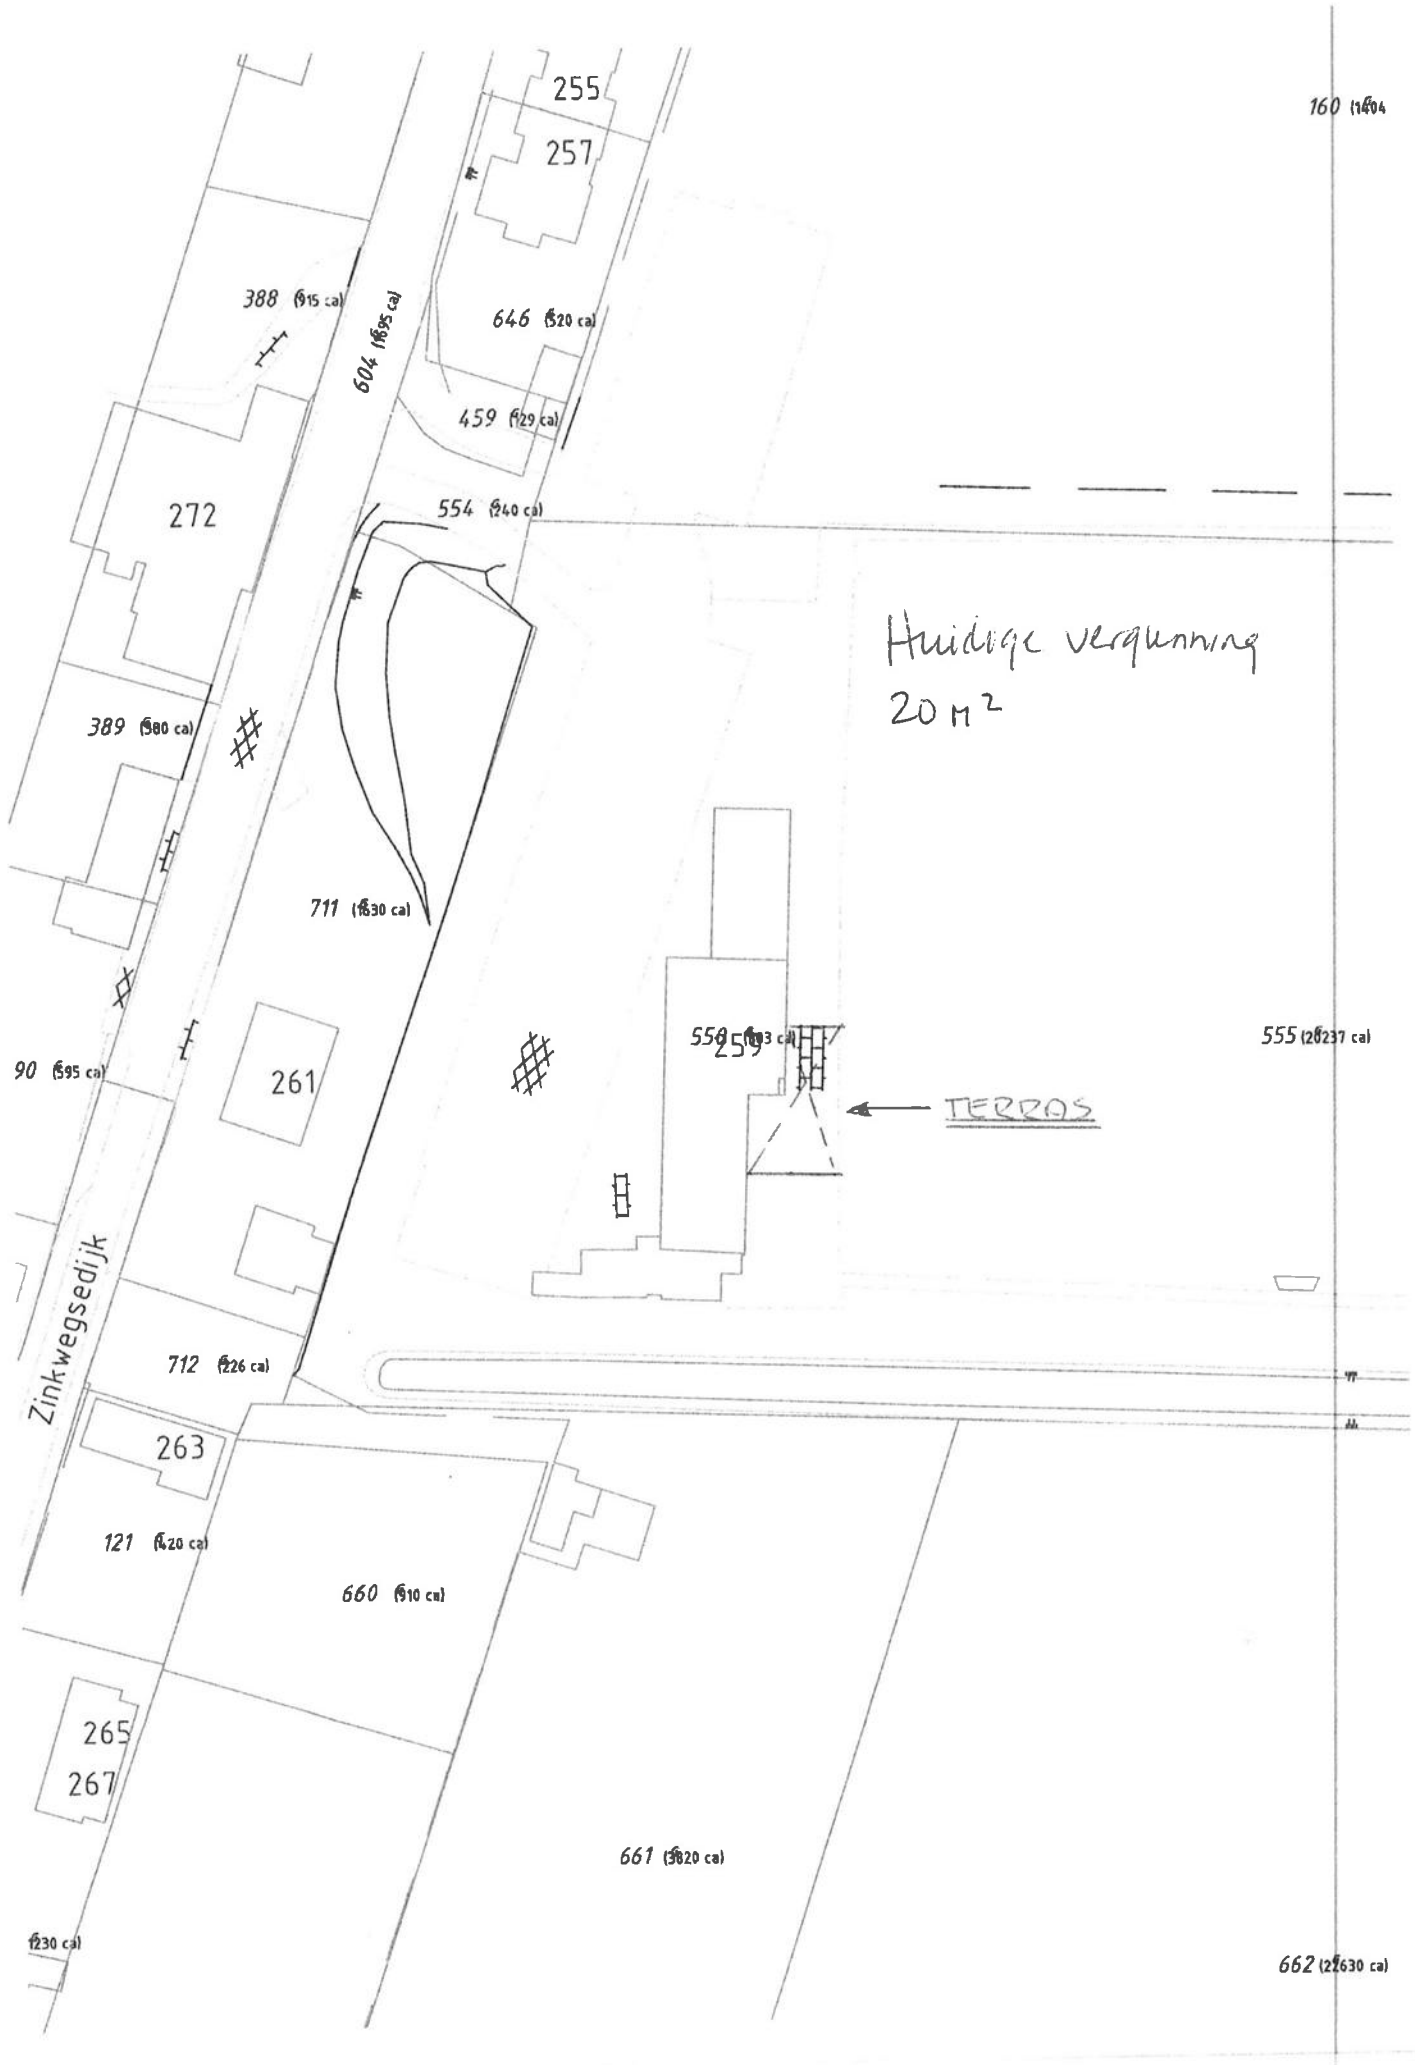 255
160
257
388 (915 ca)
604 (1695 ca)
646 (520 ca)
459 (129 ca)
554 (240 ca)
272
Huidige vergunning
20 M²
389 (580 ca)
711 (1630 ca)
259
555 (20237 ca)
90 (595 ca)
261
TERRAS
Zinkwegsedijk
712 (226 ca)
263
121 (420 ca)
660 (910 ca)
265
267
661 (3820 ca)
1230 ca)
662 (22630 ca)